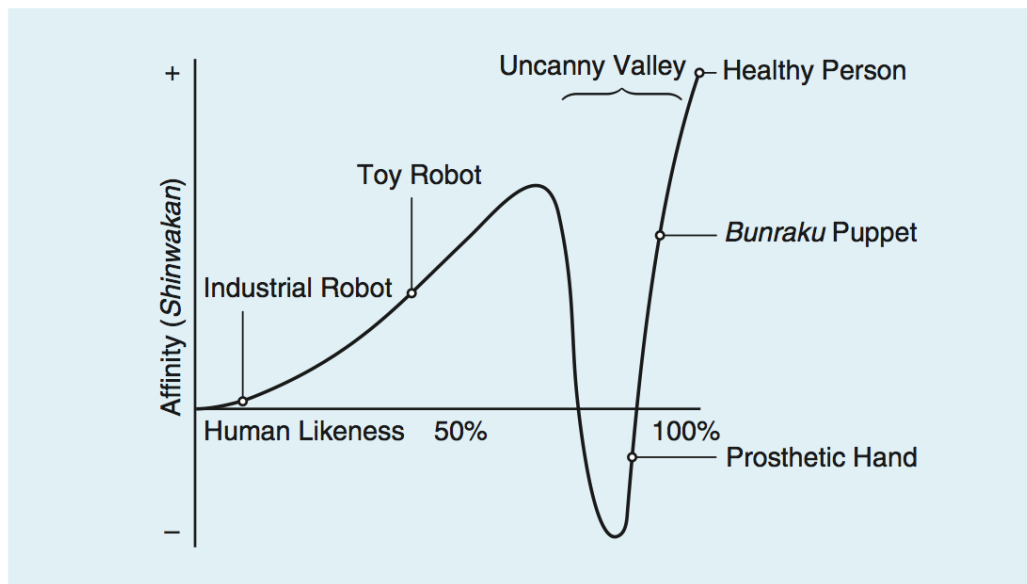 Uncanny Valley
Healthy Person
+
Toy Robot
Bunraku Puppet
Industrial Robot
Affinity (Shinwakan)
Human Likeness 50% 100%
Prosthetic Hand
–